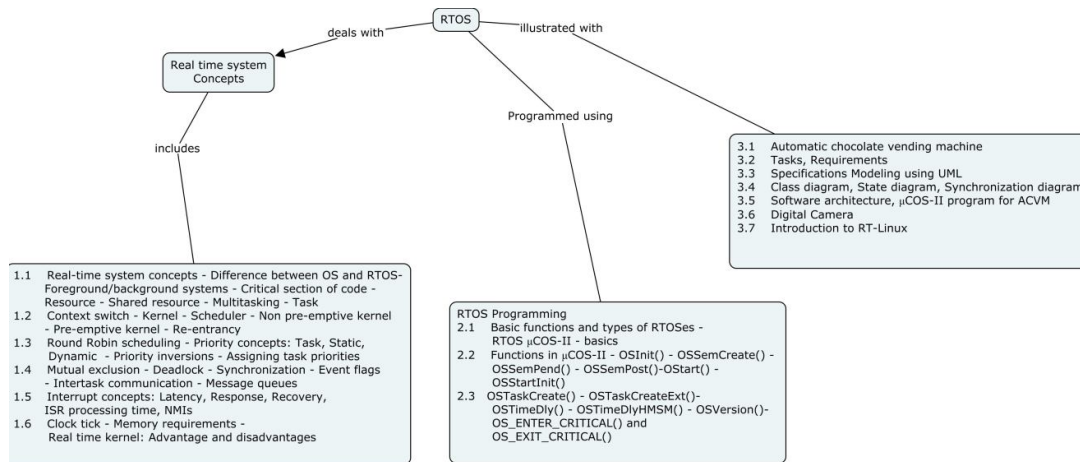 RTOS
deals with
illustrated with
Real time system
Concepts
Programmed using
includes
3.1 Automatic chocolate vending machine
3.2 Tasks, Requirements
3.3 Specifications Modeling using UML
3.4 Class diagram, State diagram, Synchronization diagram
3.5 Software architecture, µCOS-II program for ACVM
3.6 Digital Camera
3.7 Introduction to RT-Linux
1.1 Real-time system concepts - Difference between OS and RTOS-
Foreground/background systems - Critical section of code -
Resource - Shared resource - Multitasking - Task
1.2 Context switch - Kernel - Scheduler - Non pre-emptive kernel
- Pre-emptive kernel - Re-entrancy
1.3 Round Robin scheduling - Priority concepts: Task, Static,
Dynamic - Priority inversions - Assigning task priorities
1.4 Mutual exclusion - Deadlock - Synchronization - Event flags
- Intertask communication - Message queues
1.5 Interrupt concepts: Latency, Response, Recovery,
ISR processing time, NMIs
1.6 Clock tick - Memory requirements -
Real time kernel: Advantage and disadvantages
RTOS Programming
2.1 Basic functions and types of RTOSes -
RTOS µCOS-II - basics
2.2 Functions in µCOS-II - OSInit() - OSSemCreate() -
OSSemPend() - OSSemPost()-OStart() -
OSStartInit()
2.3 OSTaskCreate() - OSTaskCreateExt()-
OSTimeDly() - OSTimeDlyHMSM() - OSVersion()-
OS_ENTER_CRITICAL() and
OS_EXIT_CRITICAL()